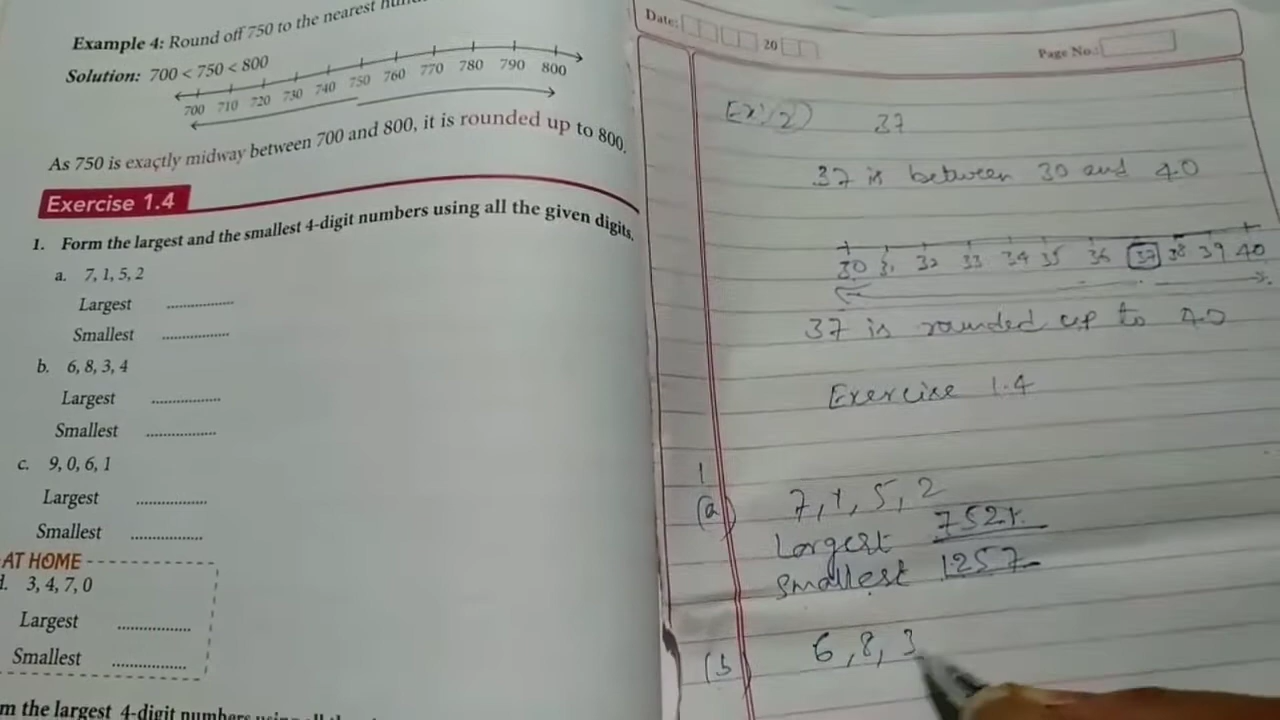 Example 4: Round off 750 to the nearest
Solution: 700 < 750 < 800
700 710 720 730 740 750 760 770 780 790 800
As 750 is exactly midway between 700 and 800, it is rounded up to 800.
Exercise 1.4
1. Form the largest and the smallest 4-digit numbers using all the given digits.
a. 7, 1, 5, 2
Largest ..............
Smallest ..............
b. 6, 8, 3, 4
Largest ..............
Smallest ..............
c. 9, 0, 6, 1
Largest ..............
Smallest ..............
AT HOME
d. 3, 4, 7, 0
Largest ..............
Smallest ..............
the largest 4-digit numbers using all
Date: 20
Page No.:
Ex: 2) 37
37 is between 30 and 40
30 31 32 33 34 35 36 37 38 39 40
37 is rounded up to 40
Exercise 1.4
1
(a) 7, 1, 5, 2
Largest 7521
Smallest 1257
(b) 6, 8, 3